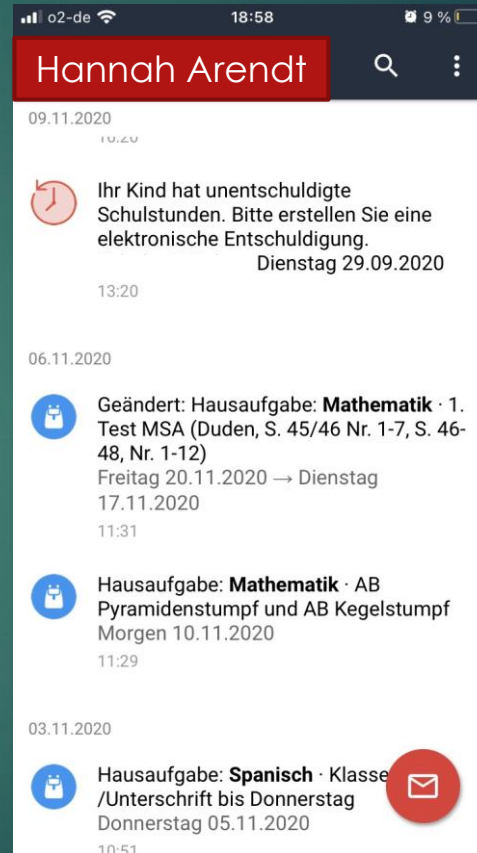 o2-de 18:58 9 %
Hannah Arendt
09.11.2020
16:20
Ihr Kind hat unentschuldigte
Schulstunden. Bitte erstellen Sie eine
elektronische Entschuldigung.
Dienstag 29.09.2020
13:20
06.11.2020
Geändert: Hausaufgabe: Mathematik · 1.
Test MSA (Duden, S. 45/46 Nr. 1-7, S. 46-
48, Nr. 1-12)
Freitag 20.11.2020 → Dienstag
17.11.2020
11:31
Hausaufgabe: Mathematik · AB
Pyramidenstumpf und AB Kegelstumpf
Morgen 10.11.2020
11:29
03.11.2020
Hausaufgabe: Spanisch · Klasse
/Unterschrift bis Donnerstag
Donnerstag 05.11.2020
10:51